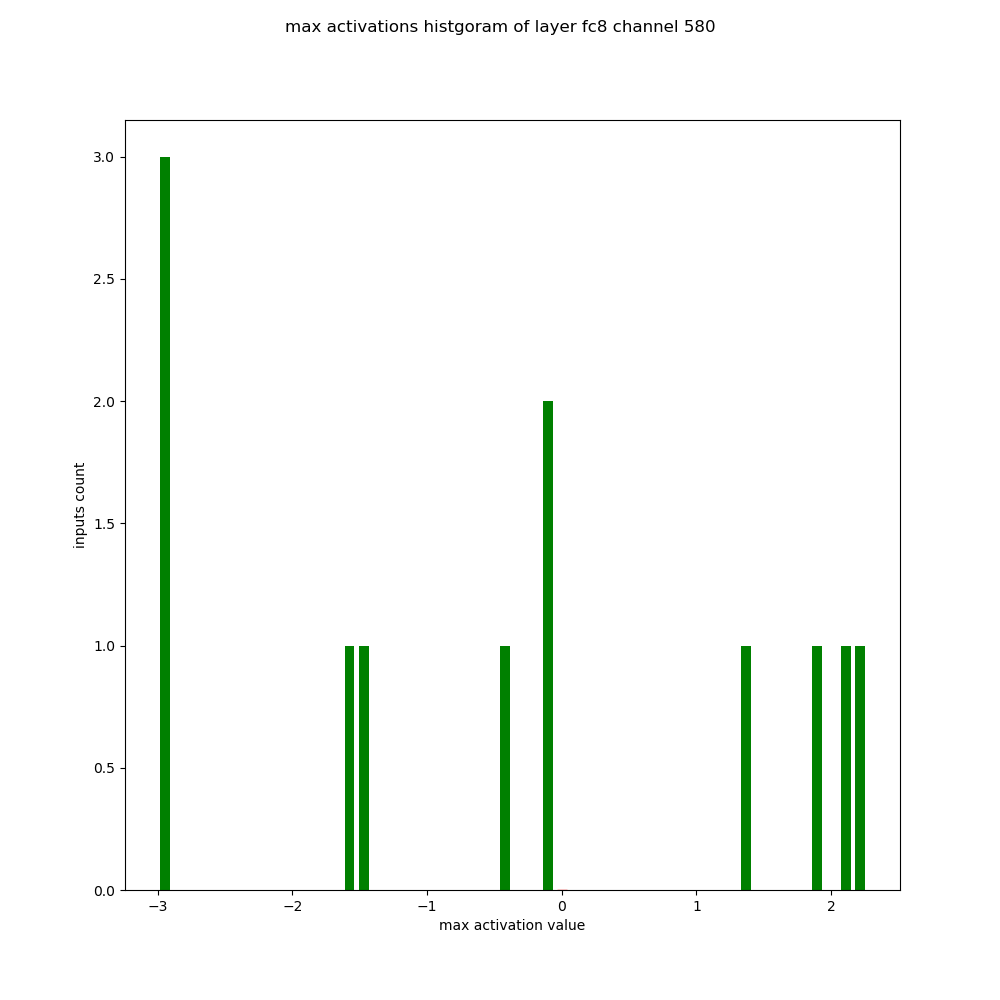 max activations histgoram of layer fc8 channel 580
3.0
2.5
2.0
1.5
1.0
0.5
0.0
inputs count
−3 −2 −1 0 1 2
max activation value